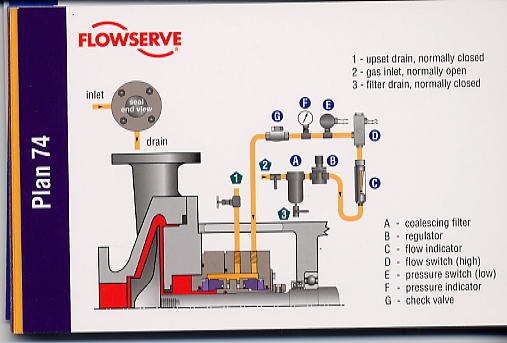 Plan 74
FLOWSERVE
®
inlet
seal
end view
drain
1 - upset drain, normally closed
2 - gas inlet, normally open
3 - filter drain, normally closed
G
F
E
D
1
2
A
B
C
3
A - coalescing filter
B - regulator
C - flow indicator
D - flow switch (high)
E - pressure switch (low)
F - pressure indicator
G - check valve